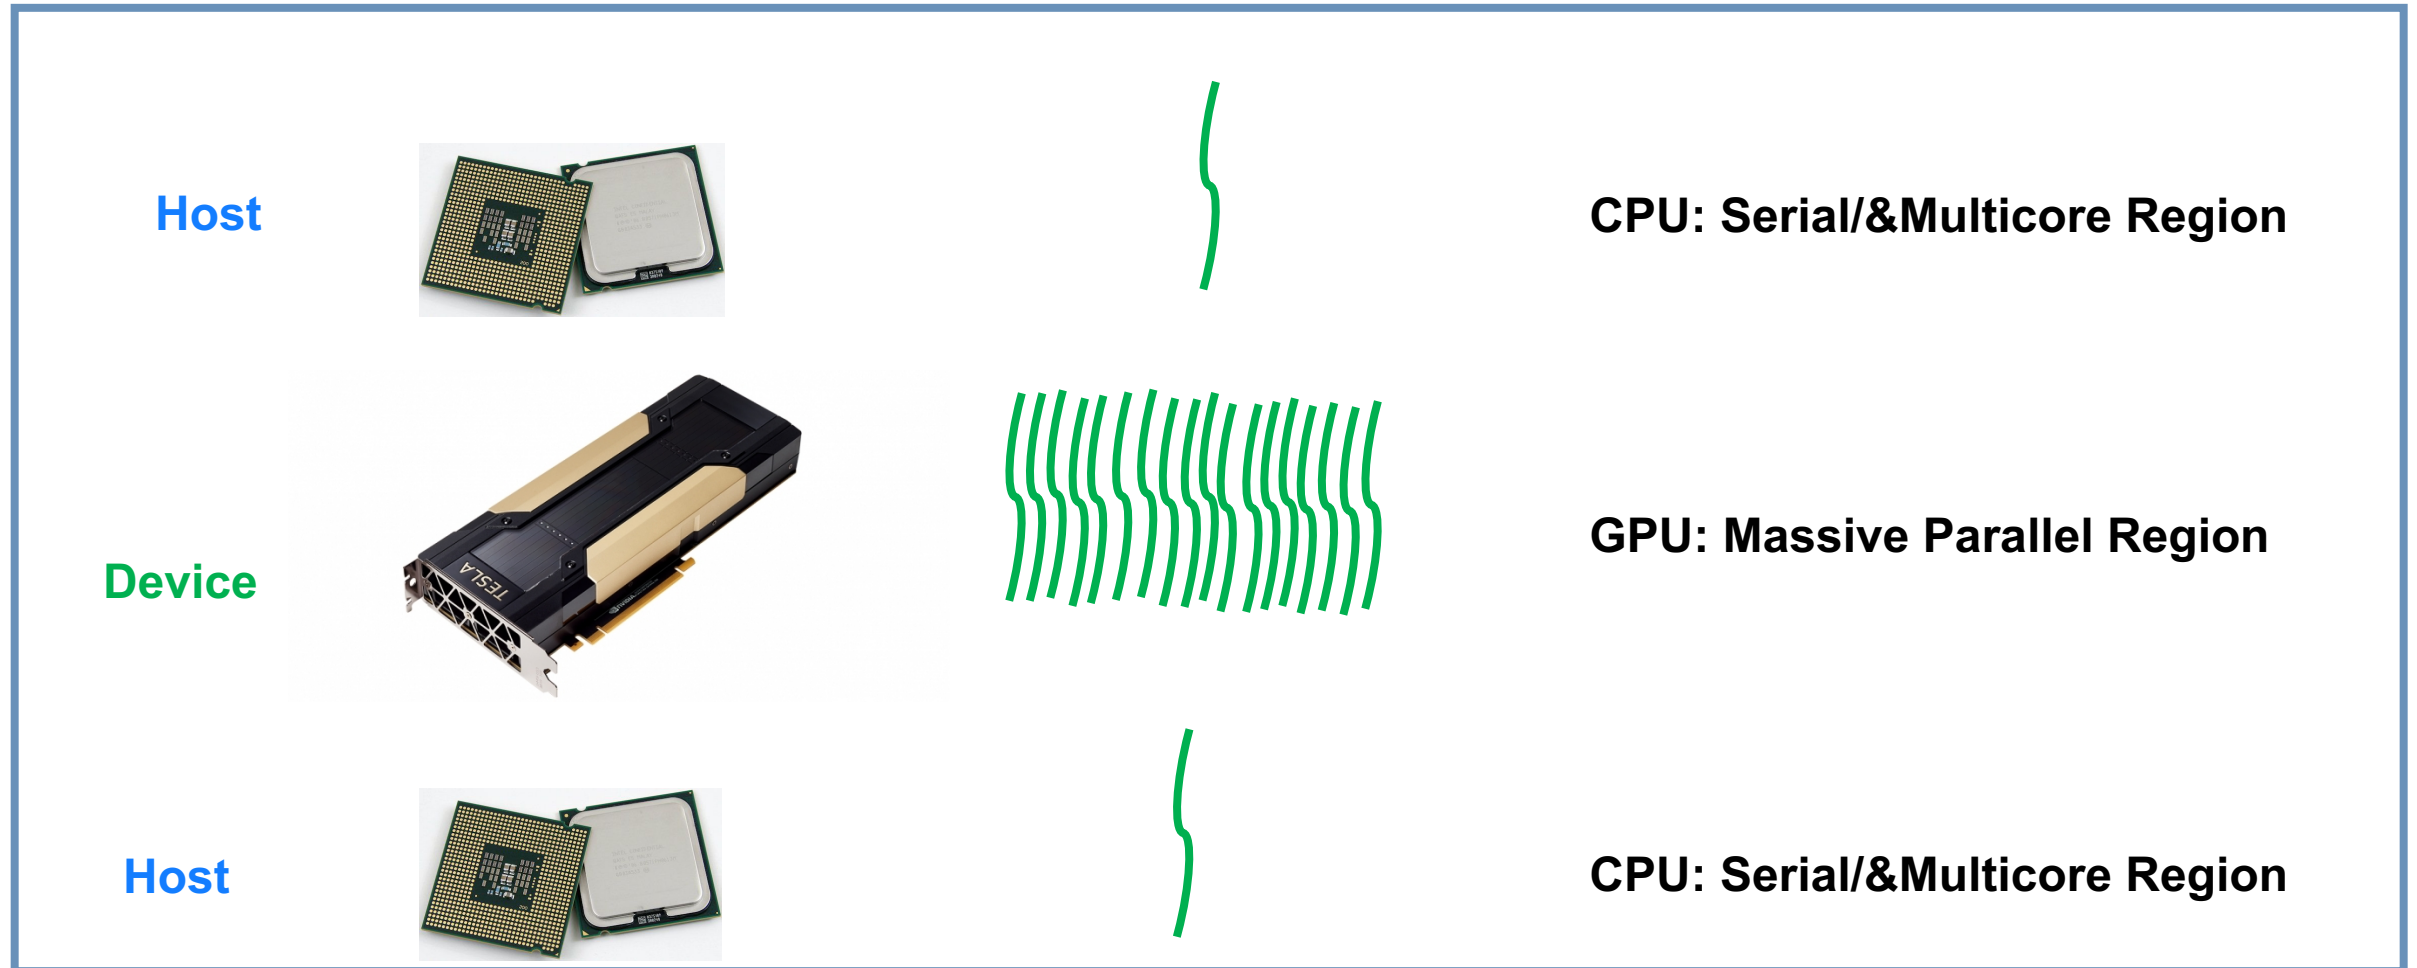 Host
CPU: Serial/&Multicore Region
TESLA
GPU: Massive Parallel Region
Device
Host
CPU: Serial/&Multicore Region